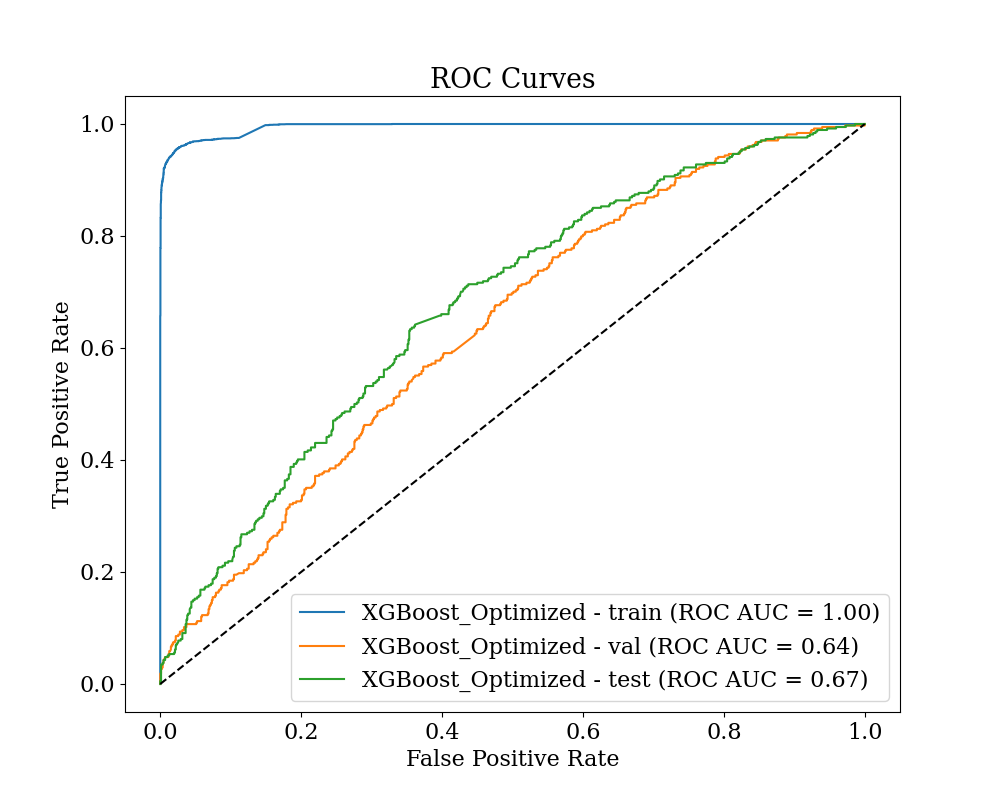 ROC Curves
True Positive Rate
1.0
0.8
0.6
0.4
0.2
0.0
XGBoost_Optimized - train (ROC AUC = 1.00)
XGBoost_Optimized - val (ROC AUC = 0.64)
XGBoost_Optimized - test (ROC AUC = 0.67)
0.0 0.2 0.4 0.6 0.8 1.0
False Positive Rate